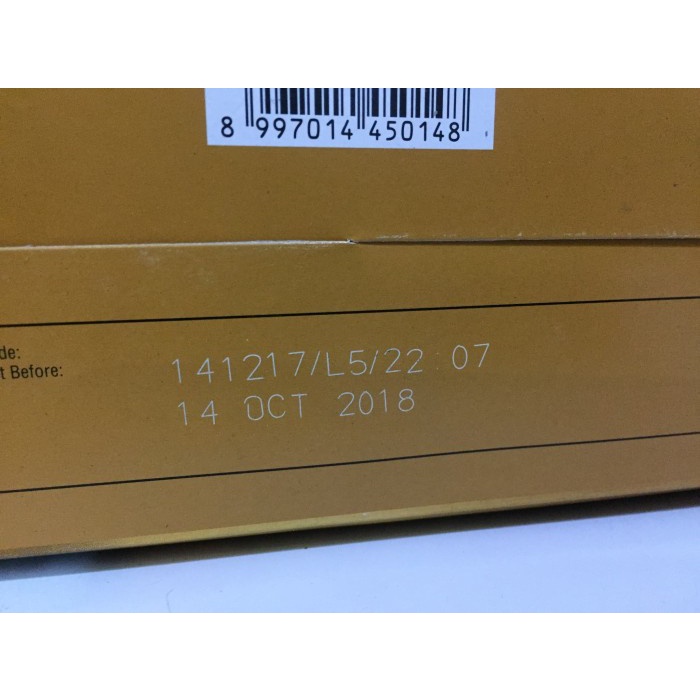 8 997014 450148
de:
t Before:
141217/L5/22 07
14 OCT 2018